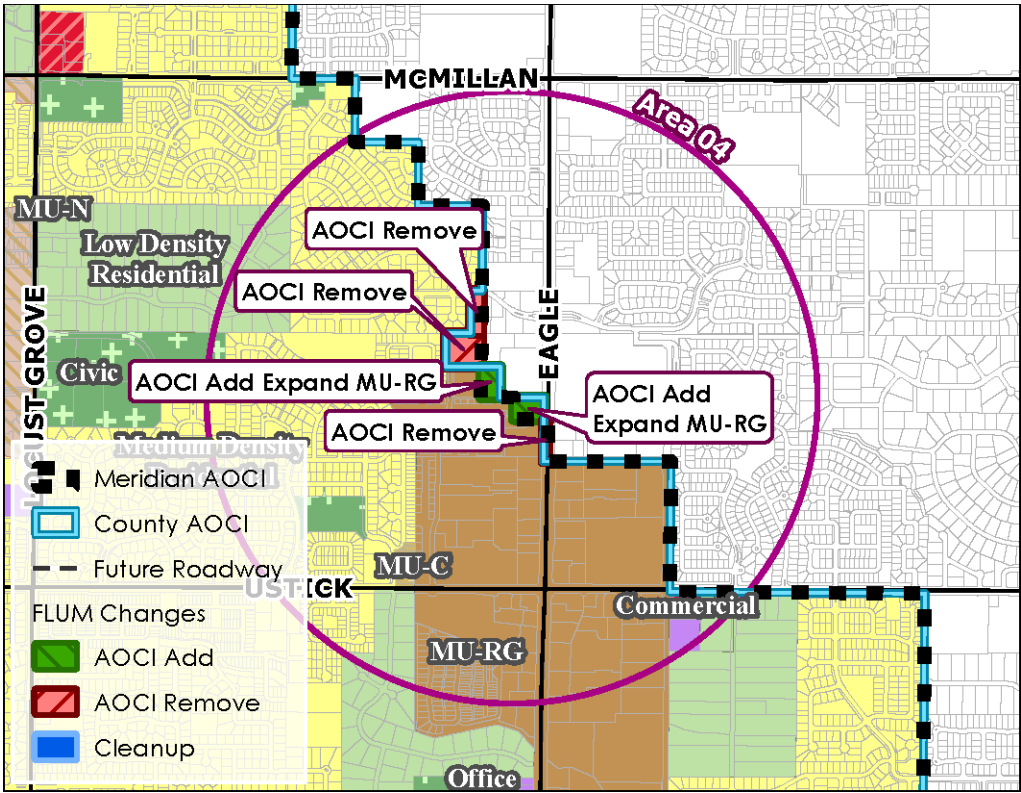 MCMILLAN
Area 04
MU-N
AOCI Remove
Low Density
Residential
AOCI Remove
LOCUST GROVE
EAGLE
Civic
AOCI Add Expand MU-RG
AOCI Add
Expand MU-RG
AOCI Remove
Medium Density
Meridian AOCI
County AOCI
Future Roadway
MU-C
USTICK
Commercial
FLUM Changes
MU-RG
AOCI Add
AOCI Remove
Cleanup
Office